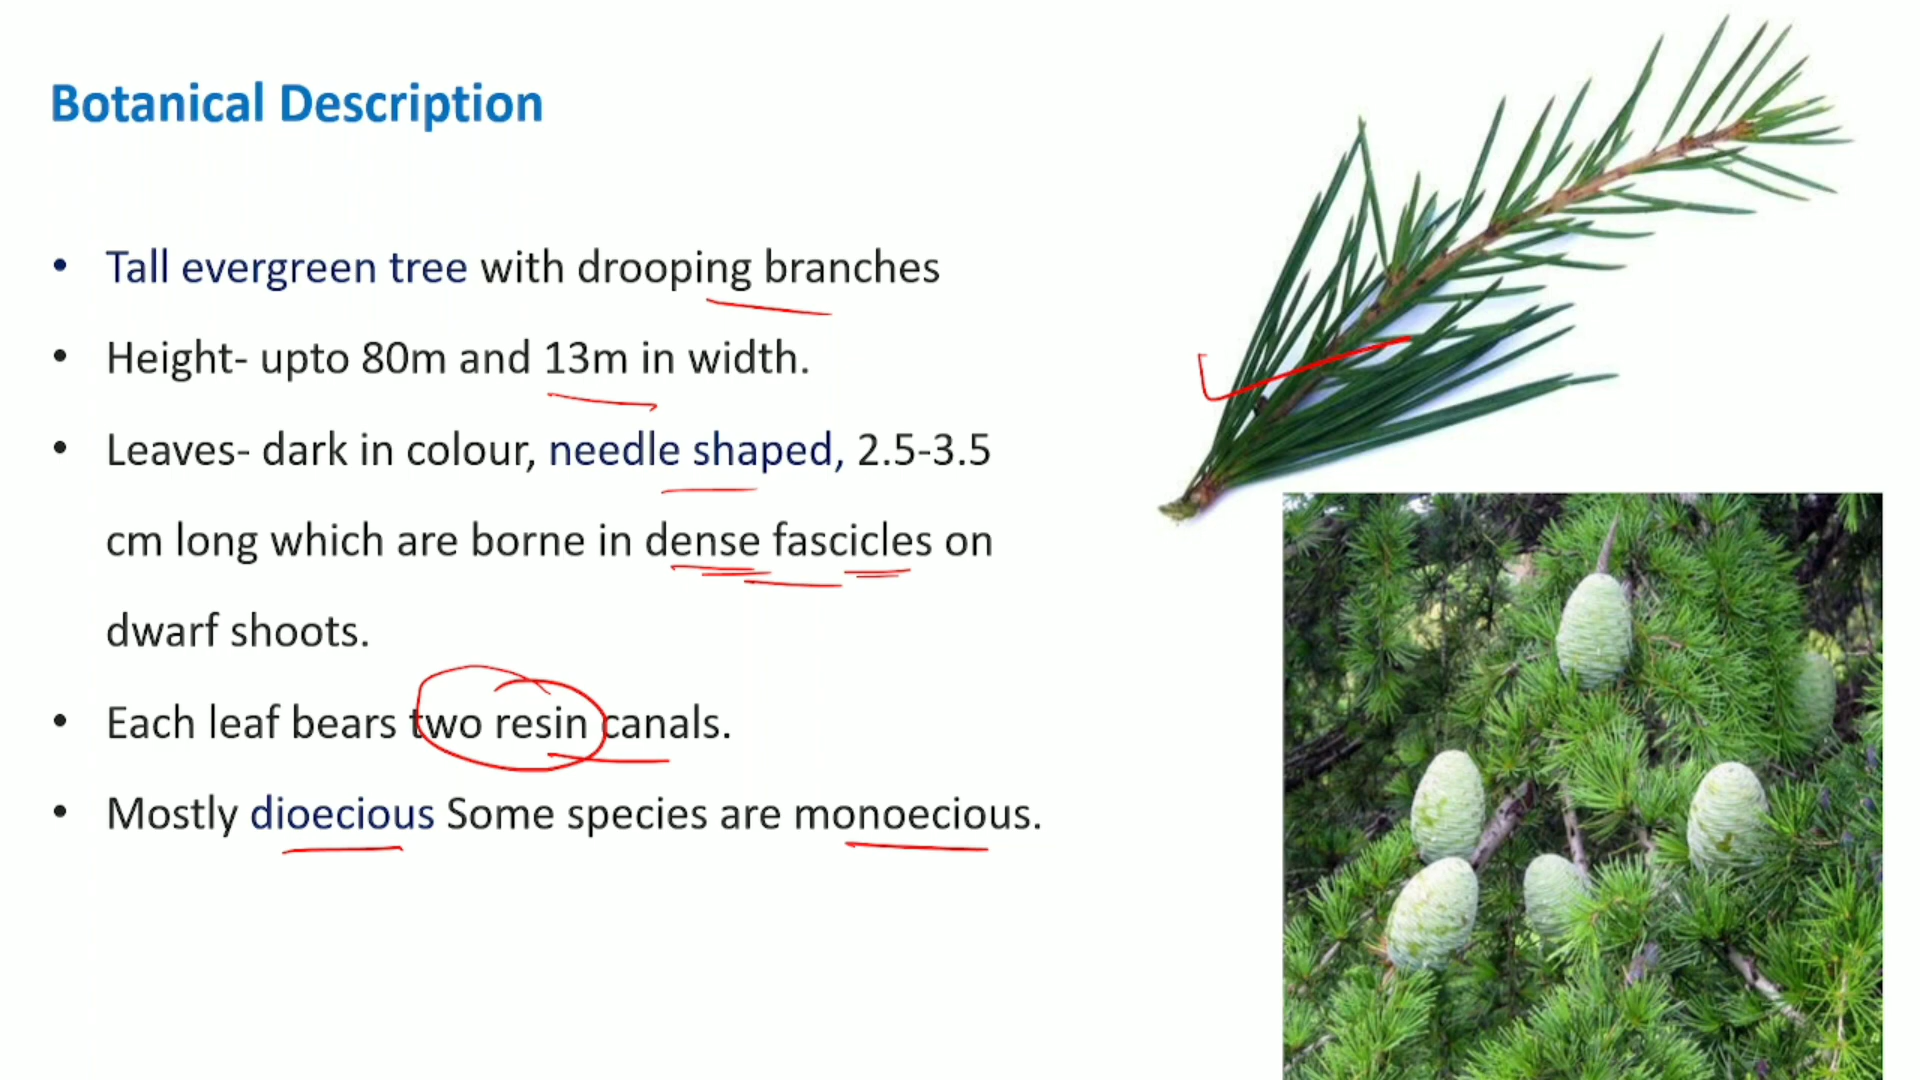 Botanical Description
• Tall evergreen tree with drooping branches
• Height- upto 80m and 13m in width.
• Leaves- dark in colour, needle shaped, 2.5-3.5
cm long which are borne in dense fascicles on
dwarf shoots.
• Each leaf bears two resin canals.
• Mostly dioecious Some species are monoecious.